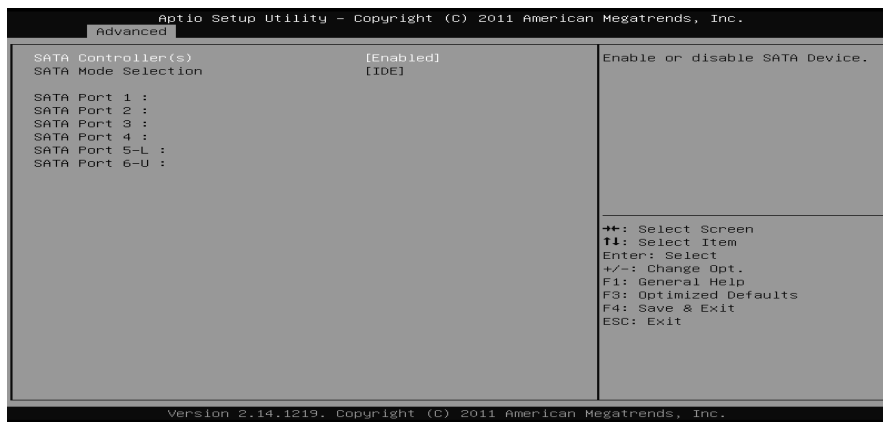 Aptio Setup Utility – Copyright (C) 2011 American Megatrends, Inc.
Advanced
SATA Controller(s) [Enabled]
SATA Mode Selection [IDE]
SATA Port 1 :
SATA Port 2 :
SATA Port 3 :
SATA Port 4 :
SATA Port 5-L :
SATA Port 6-U :
Enable or disable SATA Device.
→←: Select Screen
↑↓: Select Item
Enter: Select
+/-: Change Opt.
F1: General Help
F3: Optimized Defaults
F4: Save & Exit
ESC: Exit
Version 2.14.1219. Copyright (C) 2011 American Megatrends, Inc.